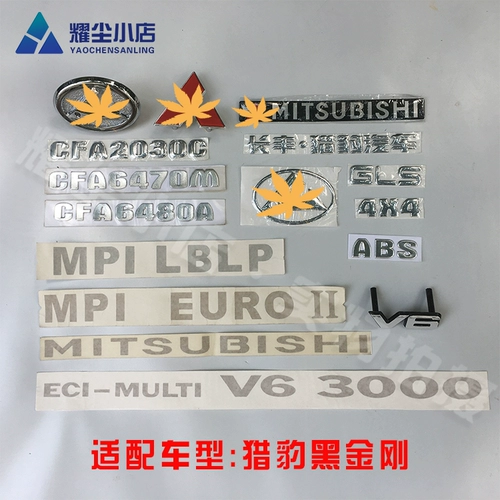 耀尘小店
YAOCHENSANLING
MITSUBISHI
CFA2030C
长丰·猎豹汽车
CFA6470M
GLS
CFA6480A
4X4
ABS
MPI LBLP
MPI EURO II
V6
MITSUBISHI
ECI-MULTI V6 3000
适配车型:猎豹黑金刚